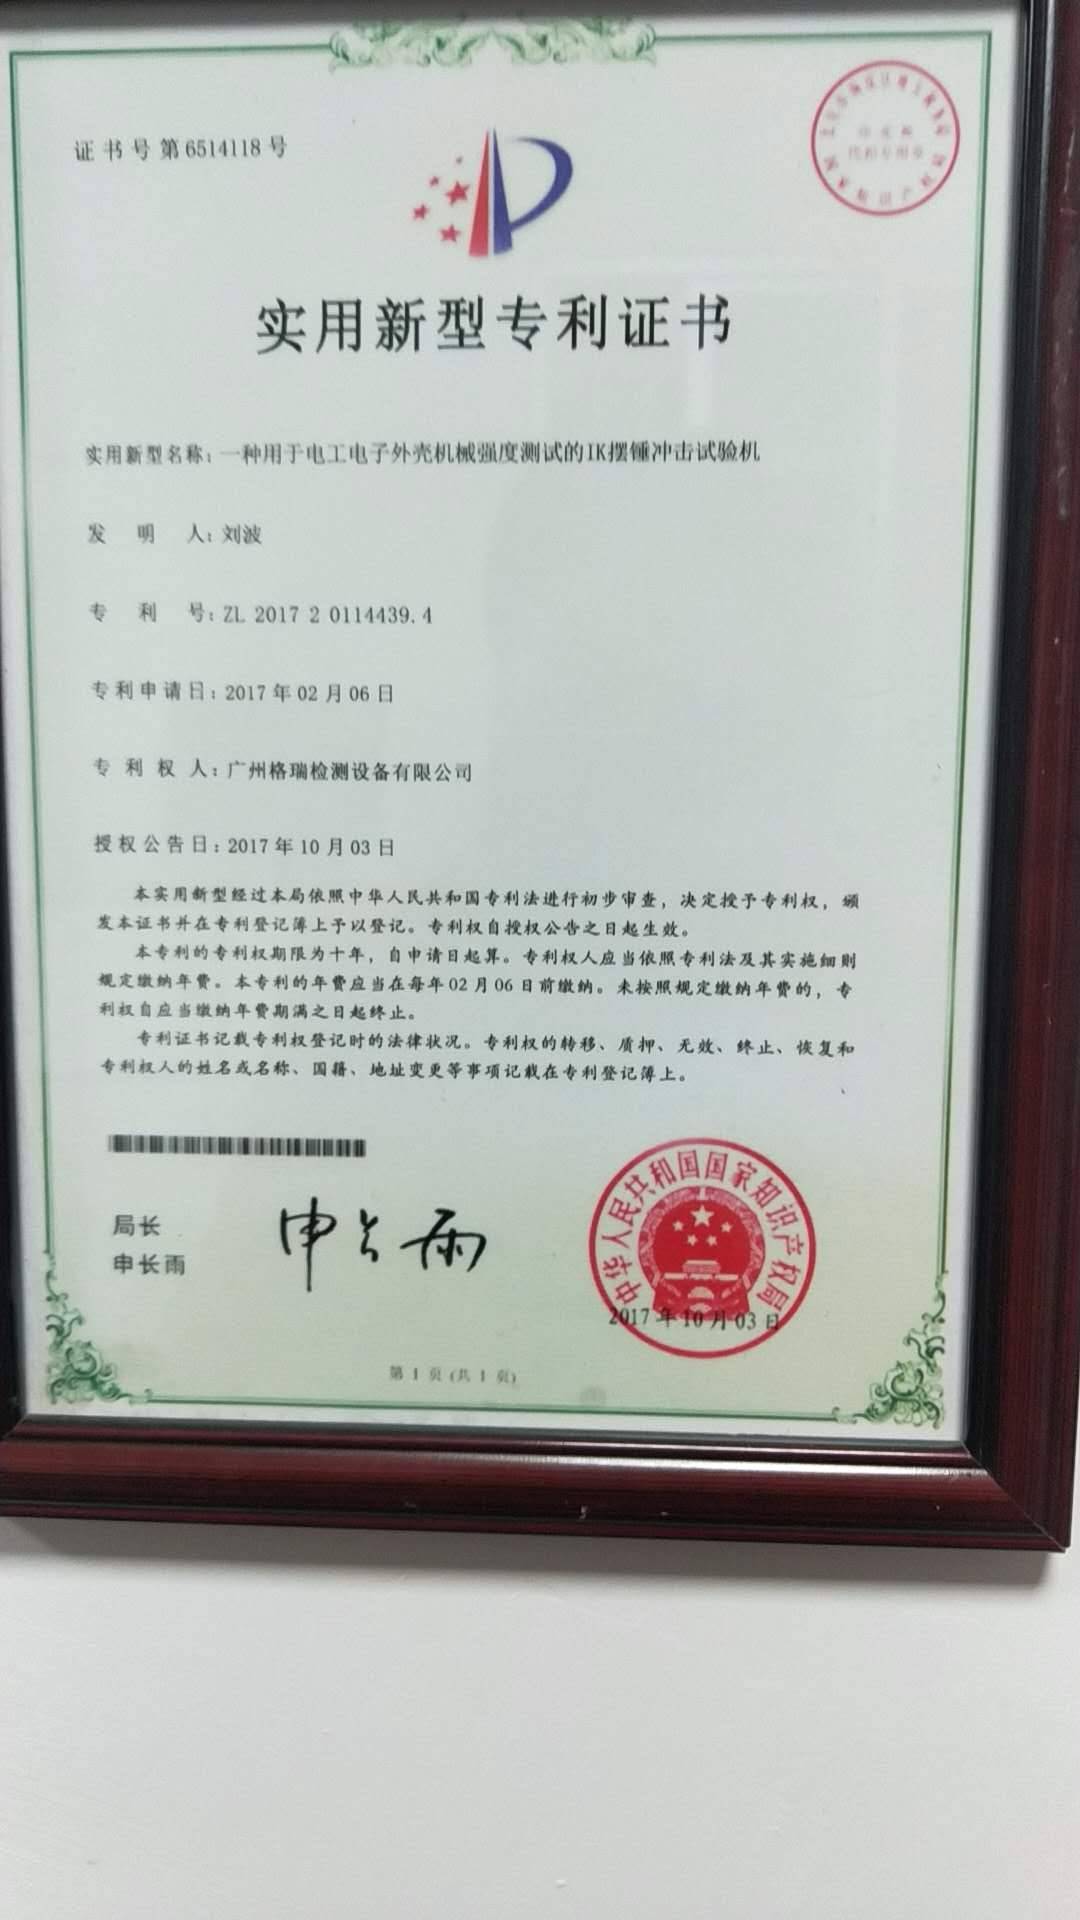 证书号第6514118号
实用新型专利证书
实用新型名称：一种用于电工电子外壳机械强度测试的IK摆锤冲击试验机
发明人：刘波
专利号：ZL 2017 2 0114439.4
专利申请日：2017年02月06日
专利权人：广州格瑞检测设备有限公司
授权公告日：2017年10月03日
本实用新型经过本局依照中华人民共和国专利法进行初步审查，决定授予专利权，颁
发本证书并在专利登记簿上予以登记。专利权自授权公告之日起生效。
本专利的专利权期限为十年，自申请日起算。专利权人应当依照专利法及其实施细则
规定缴纳年费。本专利的年费应当在每年02月06日前缴纳。未按照规定缴纳年费的，专
利权自应当缴纳年费期满之日起终止。
专利证书记载专利权登记时的法律状况。专利权的转移、质押、无效、终止、恢复和
专利权人的姓名或名称、国籍、地址变更等事项记载在专利登记簿上。
局长
申长雨
申长雨
中华人民共和国国家知识产权局
2017年10月03日
第1页(共1页)